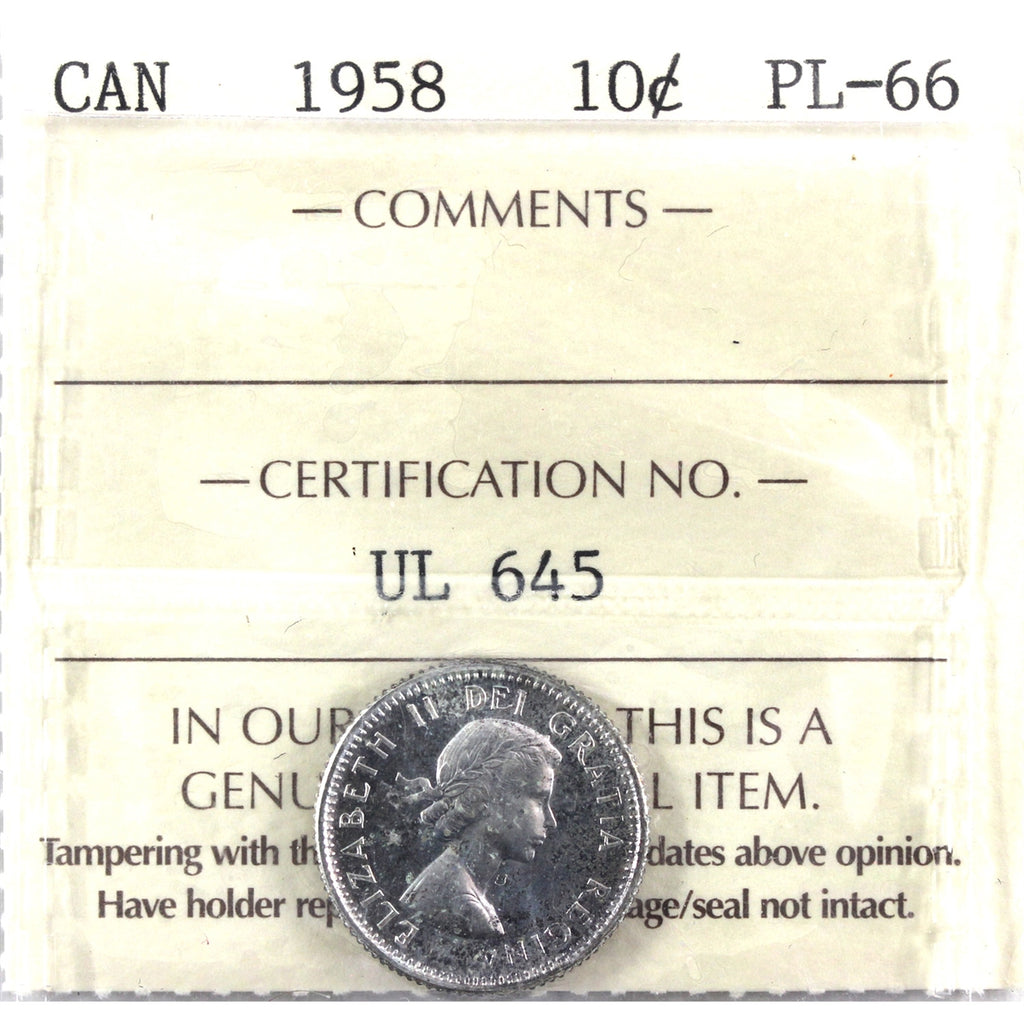 CAN 1958 10¢ PL-66
— COMMENTS —
— CERTIFICATION NO. —
UL 645
IN OUR THIS IS A
GENU L ITEM.
Tampering with th dates above opinion.
Have holder rep age/seal not intact.
ELIZABETH II DEI GRATIA REGINA